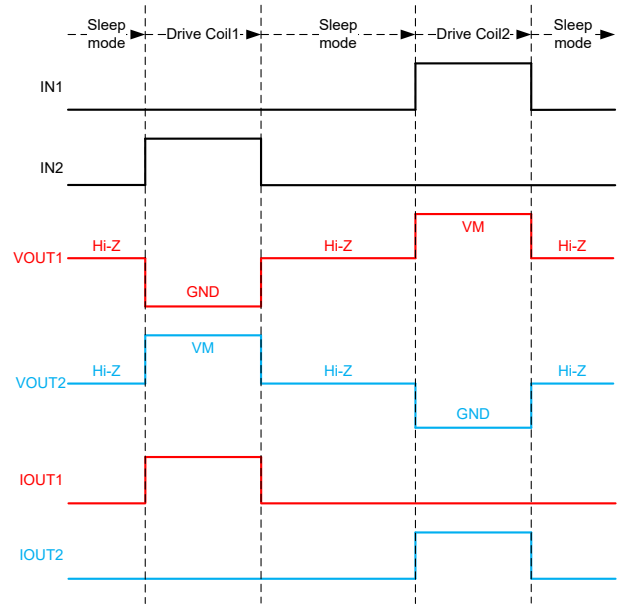 Sleep mode
Drive Coil1
Sleep mode
Drive Coil2
Sleep mode
IN1
IN2
VOUT1
Hi-Z
GND
Hi-Z
VM
Hi-Z
VOUT2
Hi-Z
VM
Hi-Z
GND
Hi-Z
IOUT1
IOUT2